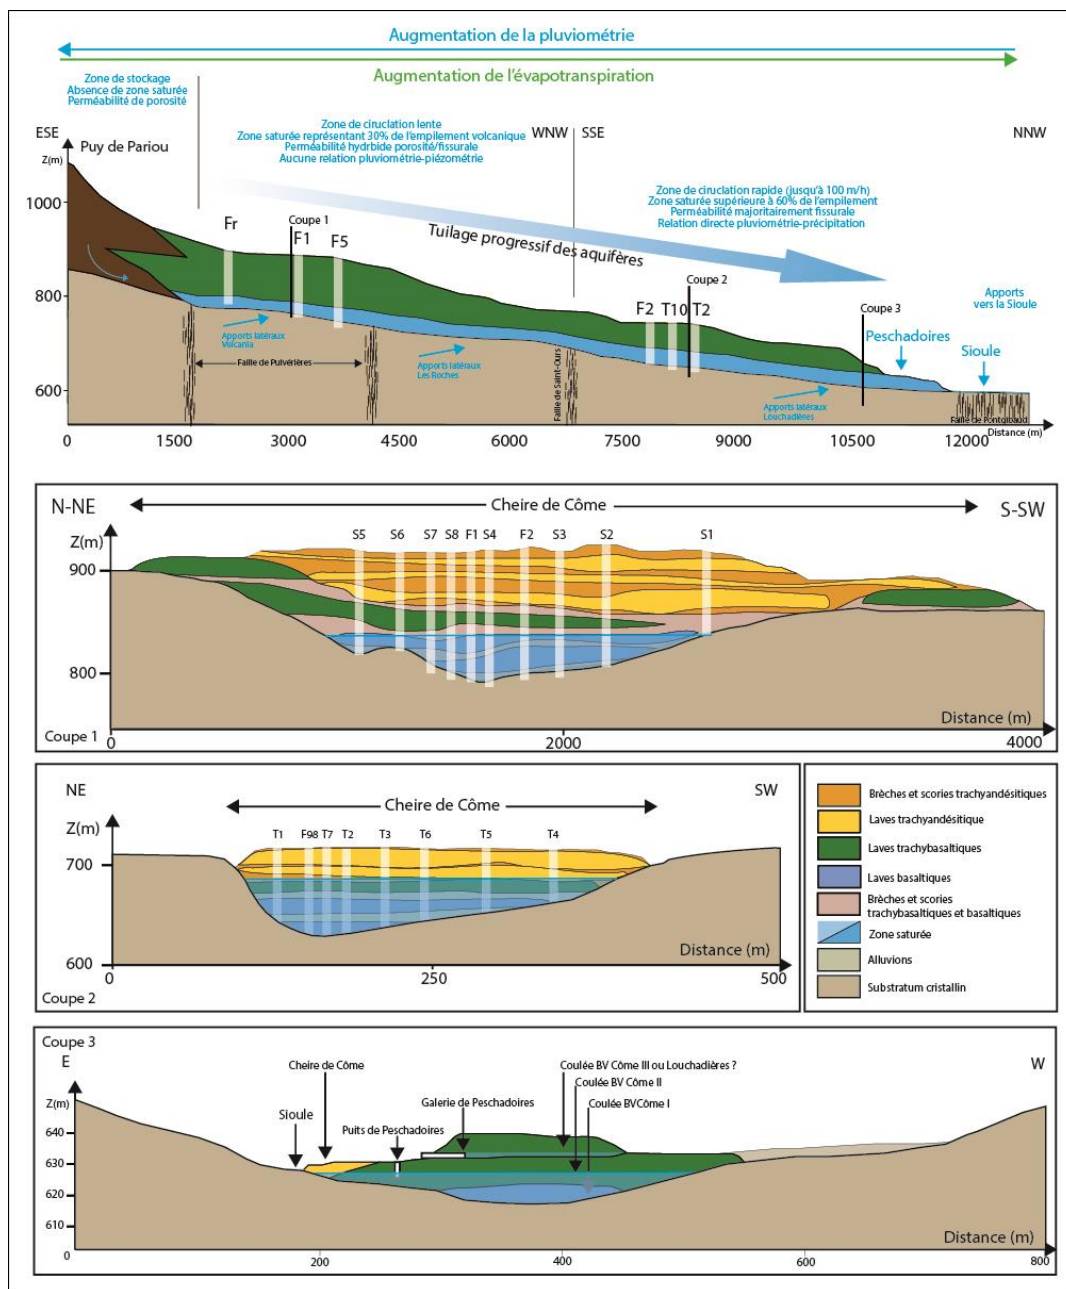 Augmentation de la pluviométrie
Augmentation de l'évapotranspiration
Zone de stockage
Absence de zone saturée
Perméabilité de porosité
Zone de ciruclation lente
Zone saturée représentant 30% de l'empilement volcanique
Perméabilité hydrbide porosité/fissurale
Aucune relation pluviométrie-piézométrie
ESE
WNW
SSE
NNW
Z(m)
Puy de Pariou
Zone de ciruclation rapide (jusqu'à 100 m/h)
Zone saturée supérieure à 60% de l'empilement
Perméabilité majoritairement fissurale
Relation directe pluviométrie-précipitation
Tuilage progressif des aquifères
Fr
Coupe 1
F1
F5
Coupe 2
F2
T10
T2
Coupe 3
Apports
vers la Sioule
Peschadoires
Sioule
1000
800
600
Apports latéraux
Vulcania
Faille de Pulvérières
Apports latéraux
Les Roches
Faille de Saint-Ours
Apports latéraux
Louchadières
Faille de Pontgibaud
0
1500
3000
4500
6000
7500
9000
10500
12000
Distance (m)
N-NE
Cheire de Côme
S-SW
Z(m)
S5
S6
S7
S8
F1
S4
F2
S3
S2
S1
900
800
Distance (m)
Coupe 1
0
2000
4000
NE
Cheire de Côme
SW
Z(m)
T1
F98
T7
T2
T3
T6
T5
T4
700
600
Distance (m)
0
250
500
Coupe 2
Brèches et scories trachyandésitiques
Laves trachyandésitique
Laves trachybasaltiques
Laves basaltiques
Brèches et scories
trachybasaltiques et basaltiques
Zone saturée
Alluvions
Substratum cristallin
Coupe 3
E
W
Z(m)
Cheire de Côme
Coulée BV Côme III ou Louchadières ?
Coulée BV Côme II
Coulée BVCôme I
Galerie de Peschadoires
Sioule
Puits de Peschadoires
640
630
620
610
Distance (m)
0
200
400
600
800